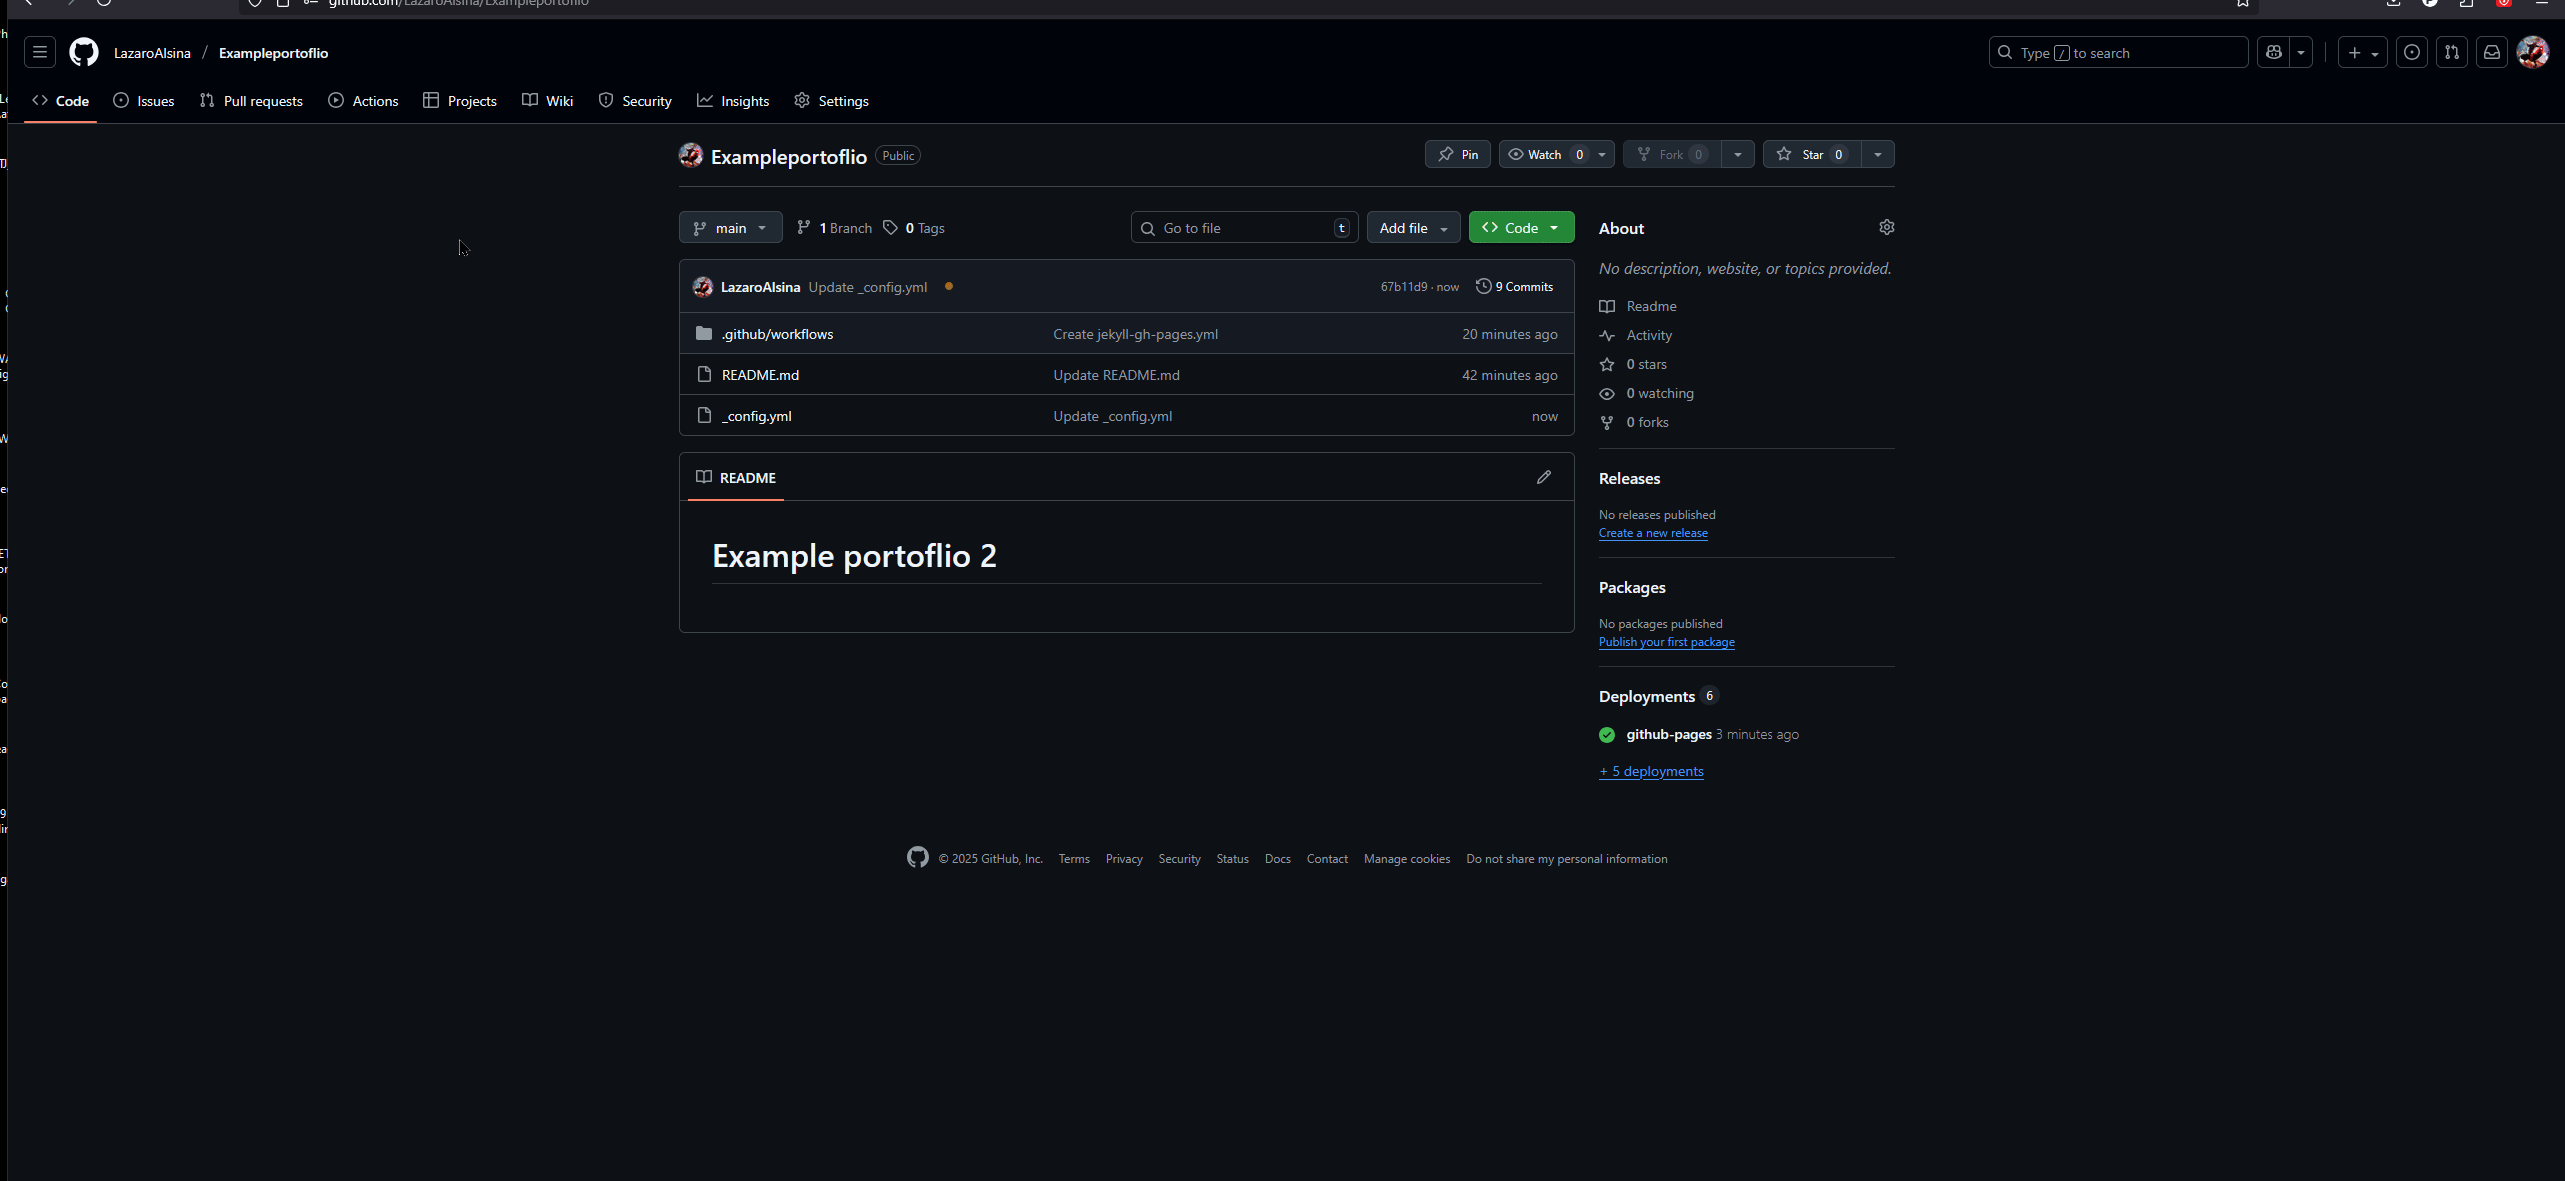 github.com/LazaroAlsina/Exampleportoflio
LazaroAlsina / Exampleportoflio
Type / to search
Code Issues Pull requests Actions Projects Wiki Security Insights Settings
Exampleportoflio Public
Pin Watch 0 Fork 0 Star 0
main 1 Branch 0 Tags Go to file t Add file Code
LazaroAlsina Update _config.yml 67b11d9 · now 9 Commits
.github/workflows Create jekyll-gh-pages.yml 20 minutes ago
README.md Update README.md 42 minutes ago
_config.yml Update _config.yml now
README
Example portoflio 2
About
No description, website, or topics provided.
Readme
Activity
0 stars
0 watching
0 forks
Releases
No releases published
Create a new release
Packages
No packages published
Publish your first package
Deployments 6
github-pages 3 minutes ago
+ 5 deployments
© 2025 GitHub, Inc. Terms Privacy Security Status Docs Contact Manage cookies Do not share my personal information